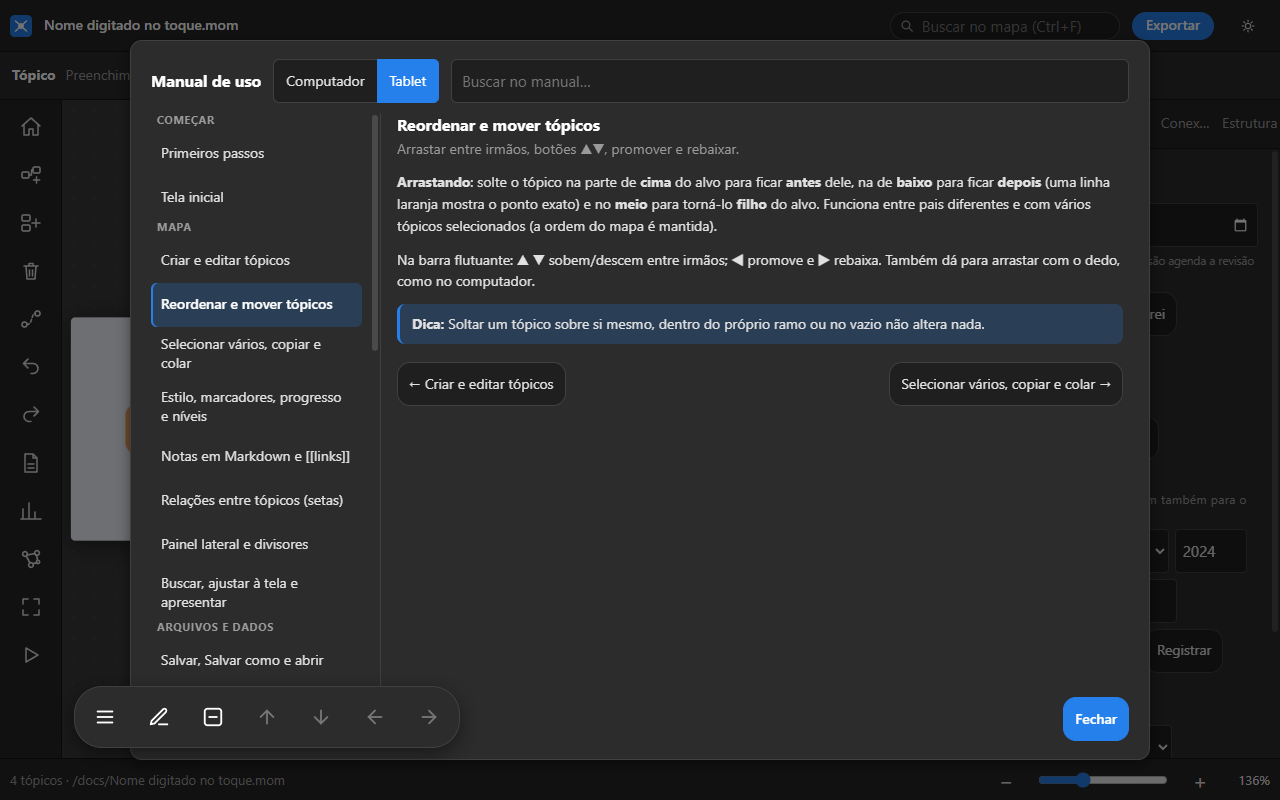 Nome digitado no toque.mom
Buscar no mapa (Ctrl+F)
Exportar
Tópico
Preenchim
Conex...
Estrutura
Manual de uso
Computador
Tablet
Buscar no manual...
COMEÇAR
Primeiros passos
Tela inicial
MAPA
Criar e editar tópicos
Reordenar e mover tópicos
Selecionar vários, copiar e
colar
Estilo, marcadores, progresso
e níveis
Notas em Markdown e [[links]]
Relações entre tópicos (setas)
Painel lateral e divisores
Buscar, ajustar à tela e
apresentar
ARQUIVOS E DADOS
Salvar, Salvar como e abrir
Reordenar e mover tópicos
Arrastar entre irmãos, botões ▲▼, promover e rebaixar.
Arrastando: solte o tópico na parte de cima do alvo para ficar antes dele, na de baixo para ficar depois (uma linha
laranja mostra o ponto exato) e no meio para torná-lo filho do alvo. Funciona entre pais diferentes e com vários
tópicos selecionados (a ordem do mapa é mantida).
Na barra flutuante: ▲ ▼ sobem/descem entre irmãos; ◀ promove e ▶ rebaixa. Também dá para arrastar com o dedo,
como no computador.
Dica: Soltar um tópico sobre si mesmo, dentro do próprio ramo ou no vazio não altera nada.
← Criar e editar tópicos
Selecionar vários, copiar e colar →
Fechar
são agenda a revisão
rei
m também para o
2024
Registrar
4 tópicos · /docs/Nome digitado no toque.mom
136%